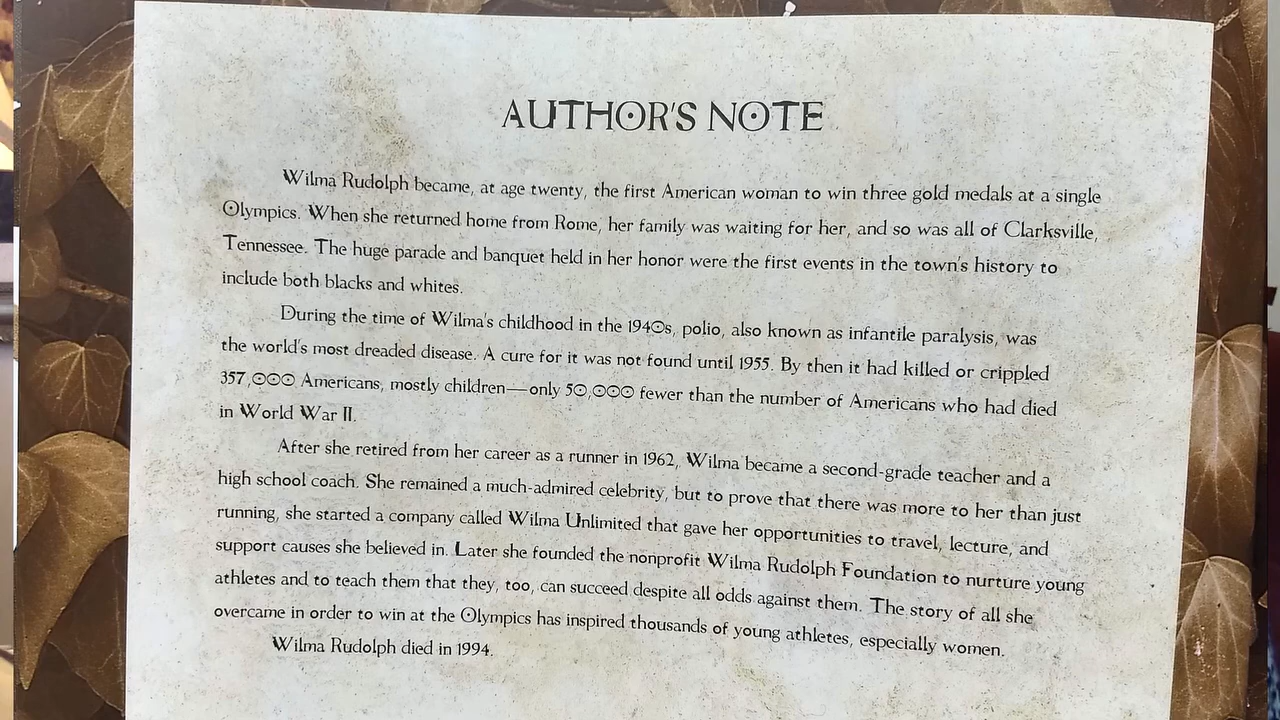 AUTHOR'S NOTE
Wilma Rudolph became, at age twenty, the first American woman to win three gold medals at a single
Olympics. When she returned home from Rome, her family was waiting for her, and so was all of Clarksville,
Tennessee. The huge parade and banquet held in her honor were the first events in the town's history to
include both blacks and whites.
During the time of Wilma's childhood in the 1940s, polio, also known as infantile paralysis, was
the world's most dreaded disease. A cure for it was not found until 1955. By then it had killed or crippled
357,000 Americans, mostly children—only 50,000 fewer than the number of Americans who had died
in World War II.
After she retired from her career as a runner in 1962, Wilma became a second-grade teacher and a
high school coach. She remained a much-admired celebrity, but to prove that there was more to her than just
running, she started a company called Wilma Unlimited that gave her opportunities to travel, lecture, and
support causes she believed in. Later she founded the nonprofit Wilma Rudolph Foundation to nurture young
athletes and to teach them that they, too, can succeed despite all odds against them. The story of all she
overcame in order to win at the Olympics has inspired thousands of young athletes, especially women.
Wilma Rudolph died in 1994.